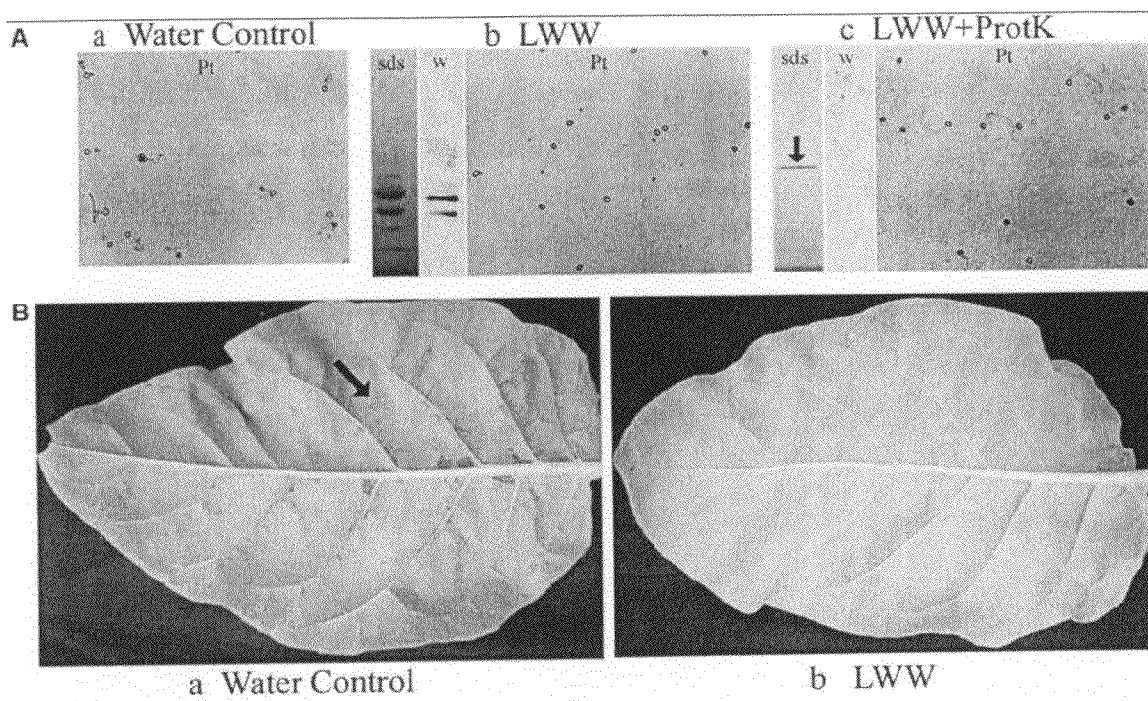 A
a Water Control
b LWW
c LWW+ProtK
Pt
sds
w
Pt
sds
w
Pt
B
a Water Control
b LWW